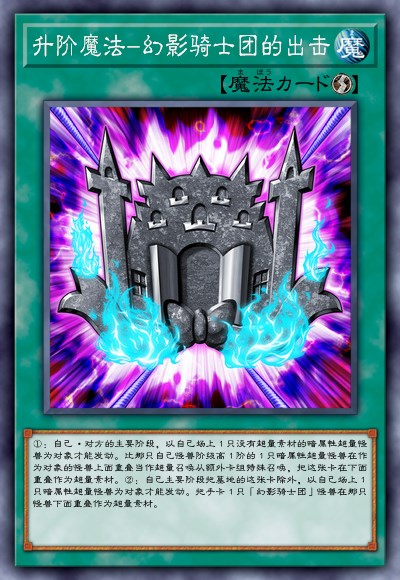 升阶魔法-幻影骑士团的出击 魔
【魔法カード】
まほう
①：自己·对方的主要阶段，以自己场上1只没有超量素材的暗属性超量怪
兽为对象才能发动。比那只自己怪兽阶级高1阶的1只暗属性超量怪兽在作
为对象的怪兽上面重叠当作超量召唤从额外卡组特殊召唤，把这张卡在下面
重叠作为超量素材。②：自己主要阶段把墓地的这张卡除外，以自己场上1
只暗属性超量怪兽为对象才能发动。把手卡1只「幻影骑士团」怪兽在那只
怪兽下面重叠作为超量素材。